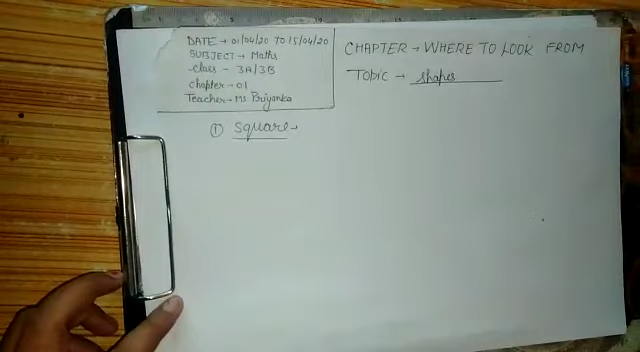 DATE → 01/04/20 TO 15/04/20
SUBJECT → Maths
class - 3A/3B
chapter → 01
Teacher → Ms Priyanka
CHAPTER → WHERE TO LOOK FROM
TOPIC → shapes
① Square →